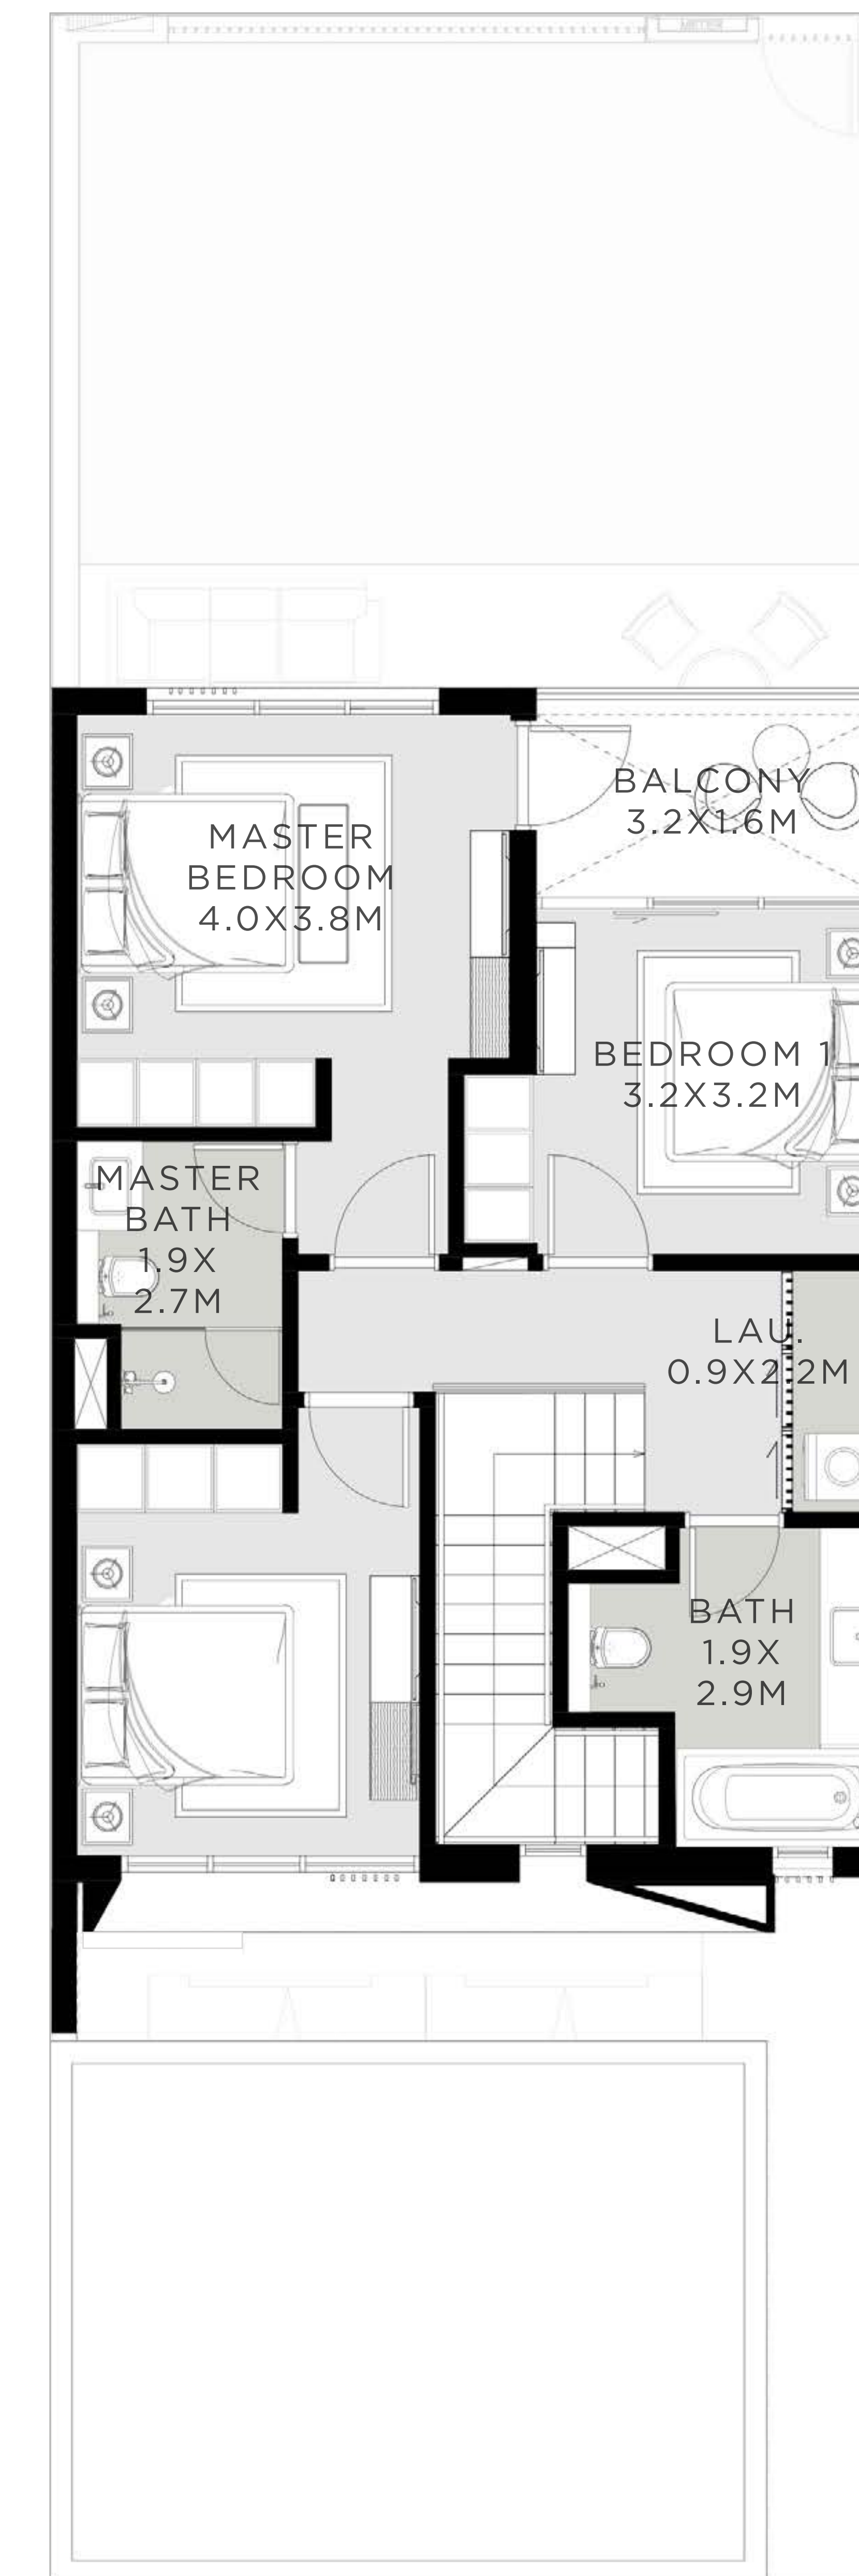 METER
MASTER
BEDROOM
4.0X3.8M
BALCONY
3.2X1.6M
BEDROOM 1
3.2X3.2M
MASTER
BATH
1.9X
2.7M
LAU.
0.9X2.2M
BATH
1.9X
2.9M